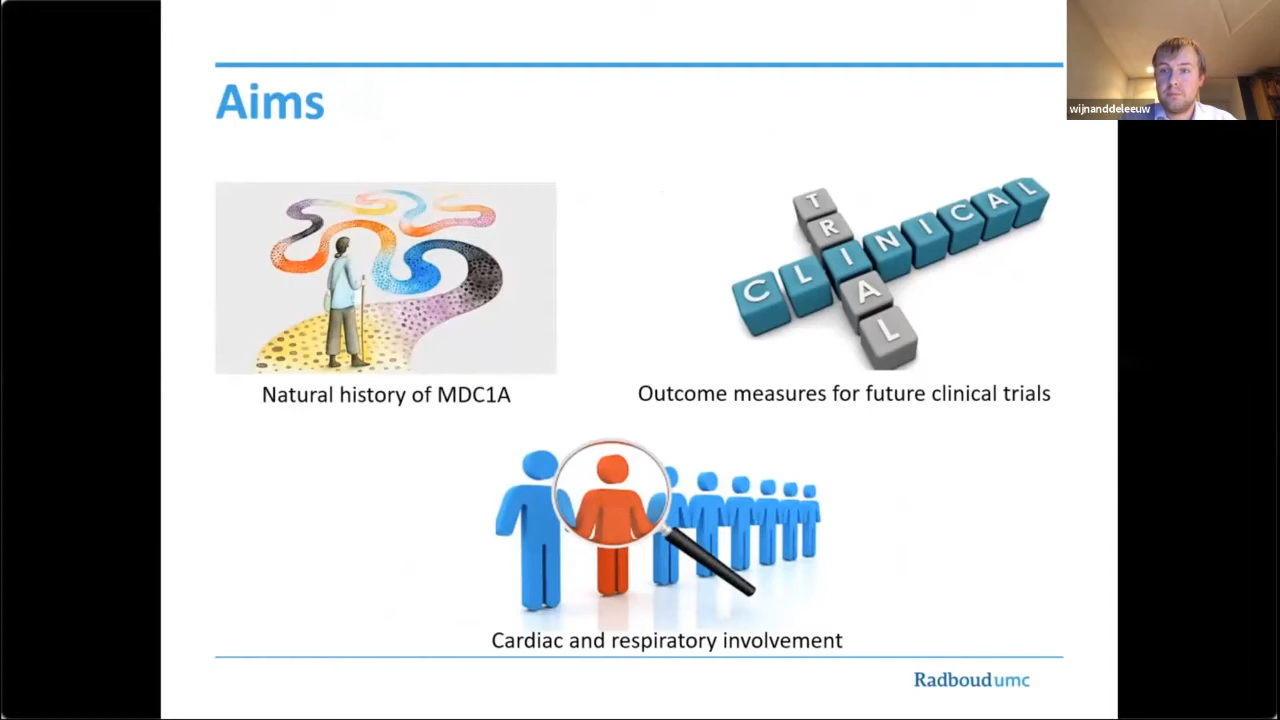 Aims
wijnanddeleeuw
TRIAL
CLINICAL
Natural history of MDC1A
Outcome measures for future clinical trials
Cardiac and respiratory involvement
Radboudumc